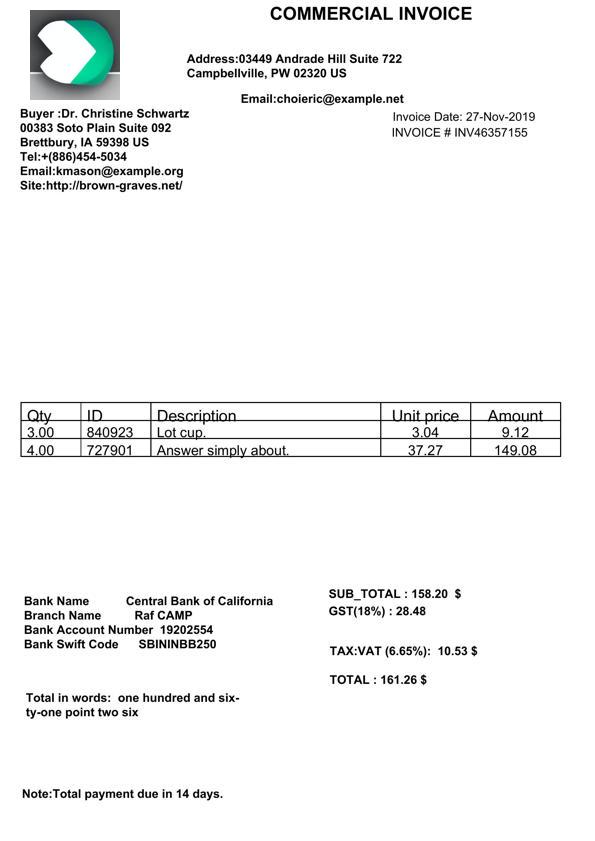 COMMERCIAL INVOICE
Address:03449 Andrade Hill Suite 722
Campbellville, PW 02320 US
Email:choieric@example.net
Buyer :Dr. Christine Schwartz
00383 Soto Plain Suite 092
Brettbury, IA 59398 US
Tel:+(886)454-5034
Email:kmason@example.org
Site:http://brown-graves.net/
Invoice Date: 27-Nov-2019
INVOICE # INV46357155
Qty ID Description Unit price Amount
3.00 840923 Lot cup. 3.04 9.12
4.00 727901 Answer simply about. 37.27 149.08
Bank Name Central Bank of California
Branch Name Raf CAMP
Bank Account Number 19202554
Bank Swift Code SBININBB250
SUB_TOTAL : 158.20 $
GST(18%) : 28.48
TAX:VAT (6.65%): 10.53 $
TOTAL : 161.26 $
Total in words: one hundred and six-
ty-one point two six
Note:Total payment due in 14 days.